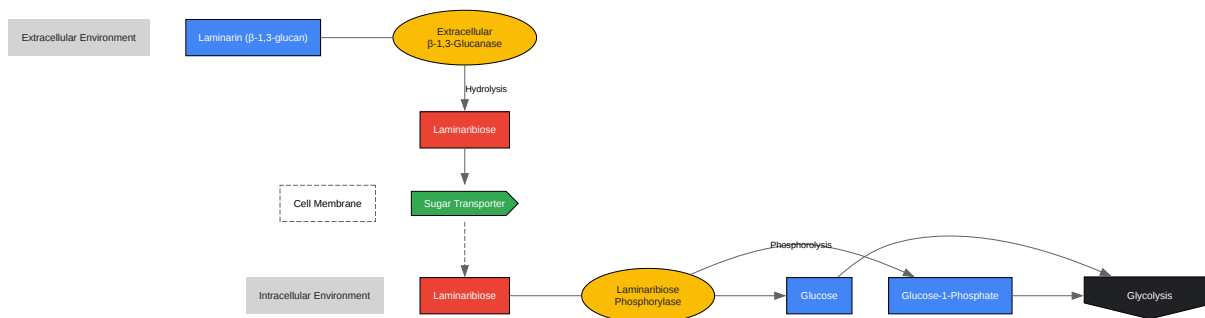 Extracellular Environment
Laminarin (β-1,3-glucan)
Extracellular
β-1,3-Glucanase
Hydrolysis
Laminaribiose
Cell Membrane
Sugar Transporter
Phosphorolysis
Intracellular Environment
Laminaribiose
Laminaribiose
Phosphorylase
Glucose
Glucose-1-Phosphate
Glycolysis